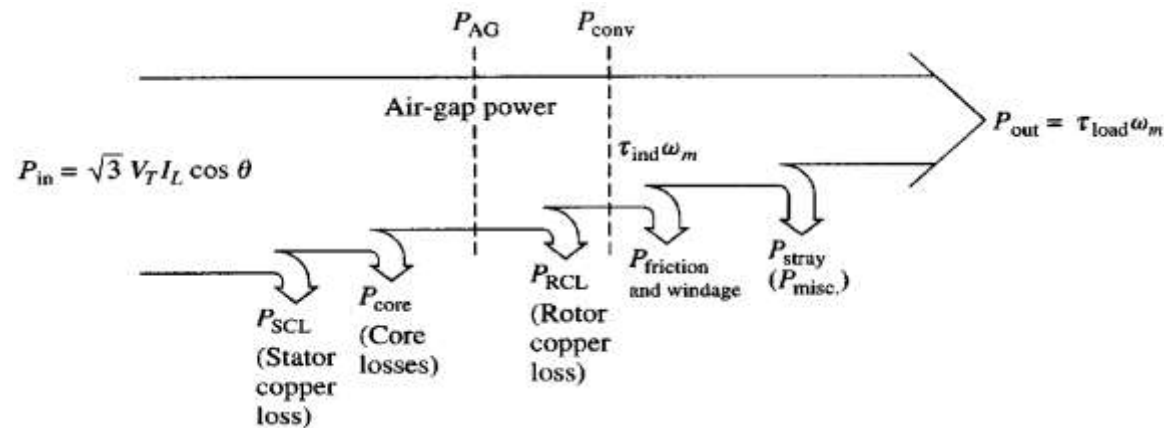 P_AG
P_conv
Air-gap power
P_out = τ_load ω_m
τ_ind ω_m
P_in = √3 V_T I_L cos θ
P_SCL
(Stator
copper
loss)
P_core
(Core
losses)
P_RCL
(Rotor
copper
loss)
P_friction
and windage
P_stray
(P_misc.)